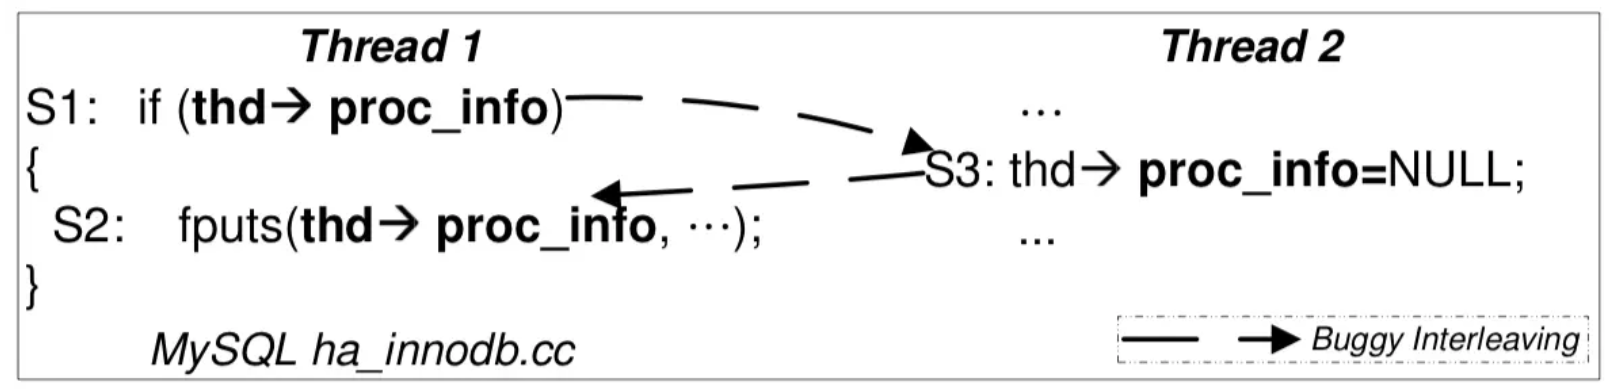 Thread 1
Thread 2
S1: if (thd→ proc_info)
...
{
S3: thd→ proc_info=NULL;
S2: fputs(thd→ proc_info, ...);
...
}
MySQL ha_innodb.cc
Buggy Interleaving